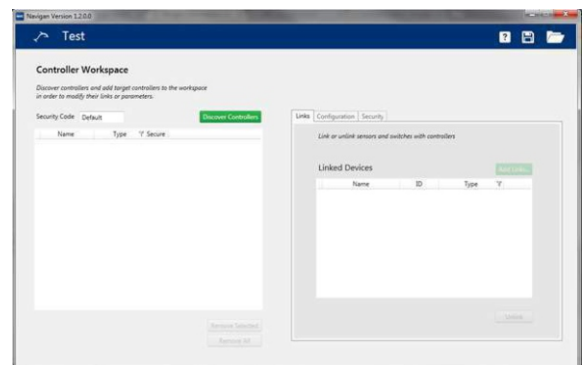 Navigan Version 1.2.0.0
Test
Controller Workspace
Discover controllers and add target controllers to the workspace
in order to modify their links or parameters.
Security Code Default Discover Controllers
Name Type Secure
Remove Selected
Remove All
Links Configuration Security
Link or unlink sensors and switches with controllers
Linked Devices
Name ID Type
Unlink